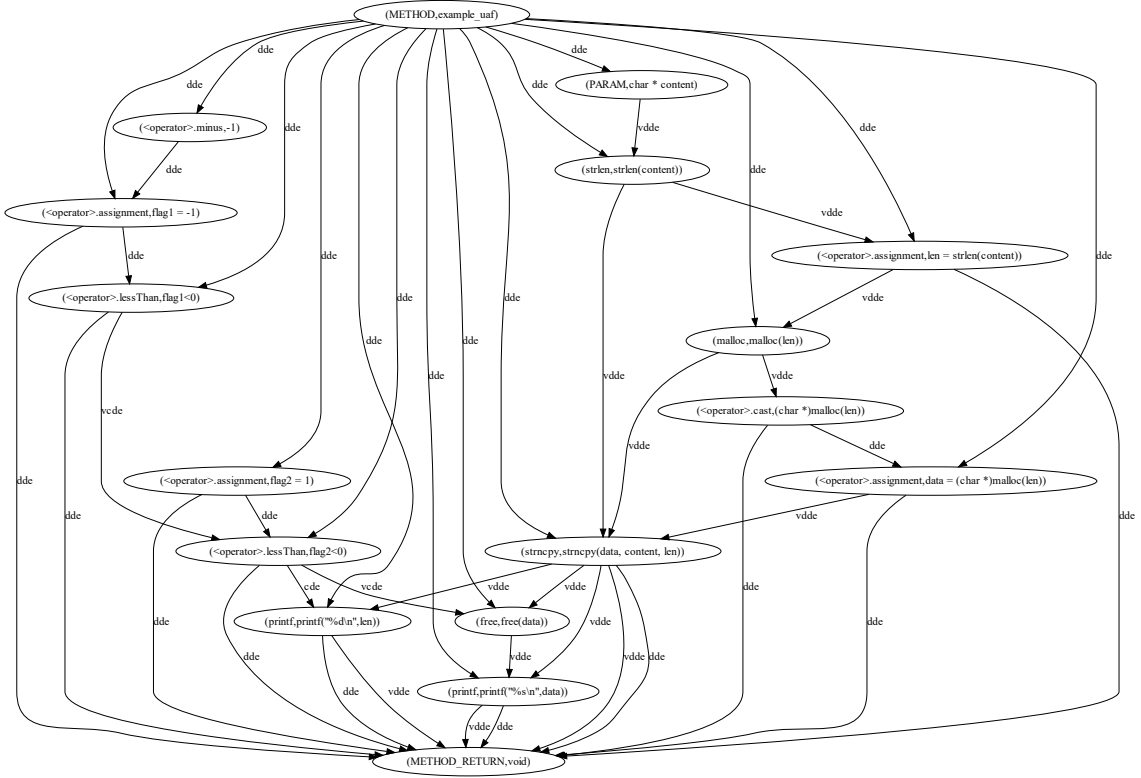 (METHOD,example_uaf)
dde
dde
dde
dde
(PARAM,char * content)
dde
dde
(<operator>.minus,-1)
dde
dde
vdde
dde
(strlen,strlen(content))
dde
(<operator>.assignment,flag1 = -1)
vdde
dde
(<operator>.assignment,len = strlen(content))
dde
(<operator>.lessThan,flag1<0)
dde
dde
vdde
dde
(malloc,malloc(len))
dde
dde
vdde
vdde
vcde
(<operator>.cast,(char *)malloc(len))
vdde
dde
dde
(<operator>.assignment,flag2 = 1)
(<operator>.assignment,data = (char *)malloc(len))
dde
dde
dde
vdde
(<operator>.lessThan,flag2<0)
(strncpy,strncpy(data, content, len))
cde
vcde
vdde
vdde
dde
(printf,printf("%d\n",len))
(free,free(data))
dde
vdde
dde
dde
vdde
vdde
dde
(printf,printf("%s\n",data))
dde
vdde
vdde
dde
(METHOD_RETURN,void)